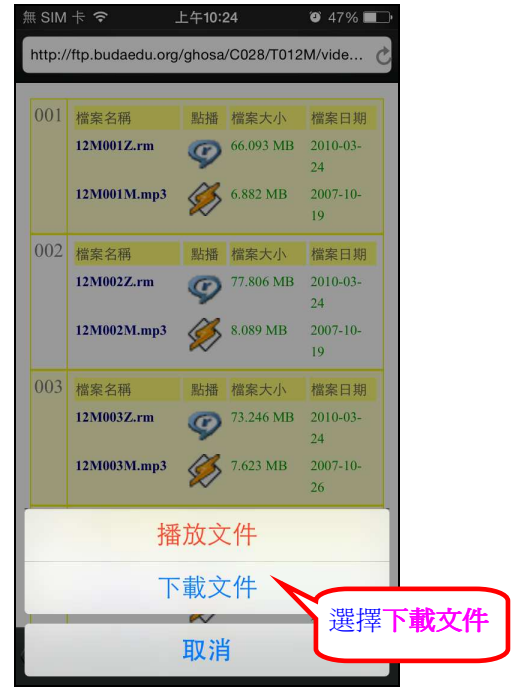 無 SIM 卡 上午10:24 47%
http://ftp.budaedu.org/ghosa/C028/T012M/vide…
001 檔案名稱 點播 檔案大小 檔案日期
12M001Z.rm 66.093 MB 2010-03-
24
12M001M.mp3 6.882 MB 2007-10-
19
002 檔案名稱 點播 檔案大小 檔案日期
12M002Z.rm 77.806 MB 2010-03-
24
12M002M.mp3 8.089 MB 2007-10-
19
003 檔案名稱 點播 檔案大小 檔案日期
12M003Z.rm 73.246 MB 2010-03-
24
12M003M.mp3 7.623 MB 2007-10-
26
播放文件
下載文件
選擇下載文件
取消